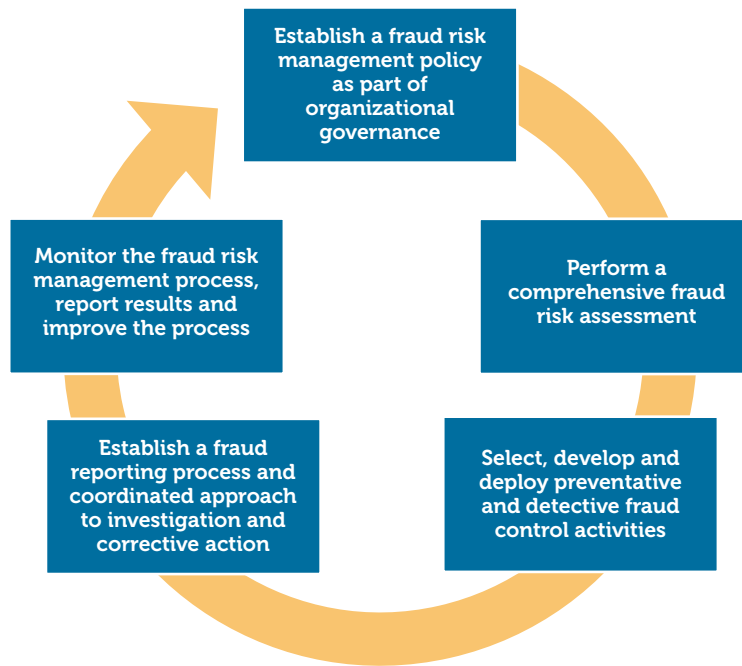 Establish a fraud risk
management policy
as part of
organizational
governance
Perform a
comprehensive fraud
risk assessment
Select, develop and
deploy preventative
and detective fraud
control activities
Establish a fraud
reporting process and
coordinated approach
to investigation and
corrective action
Monitor the fraud risk
management process,
report results and
improve the process